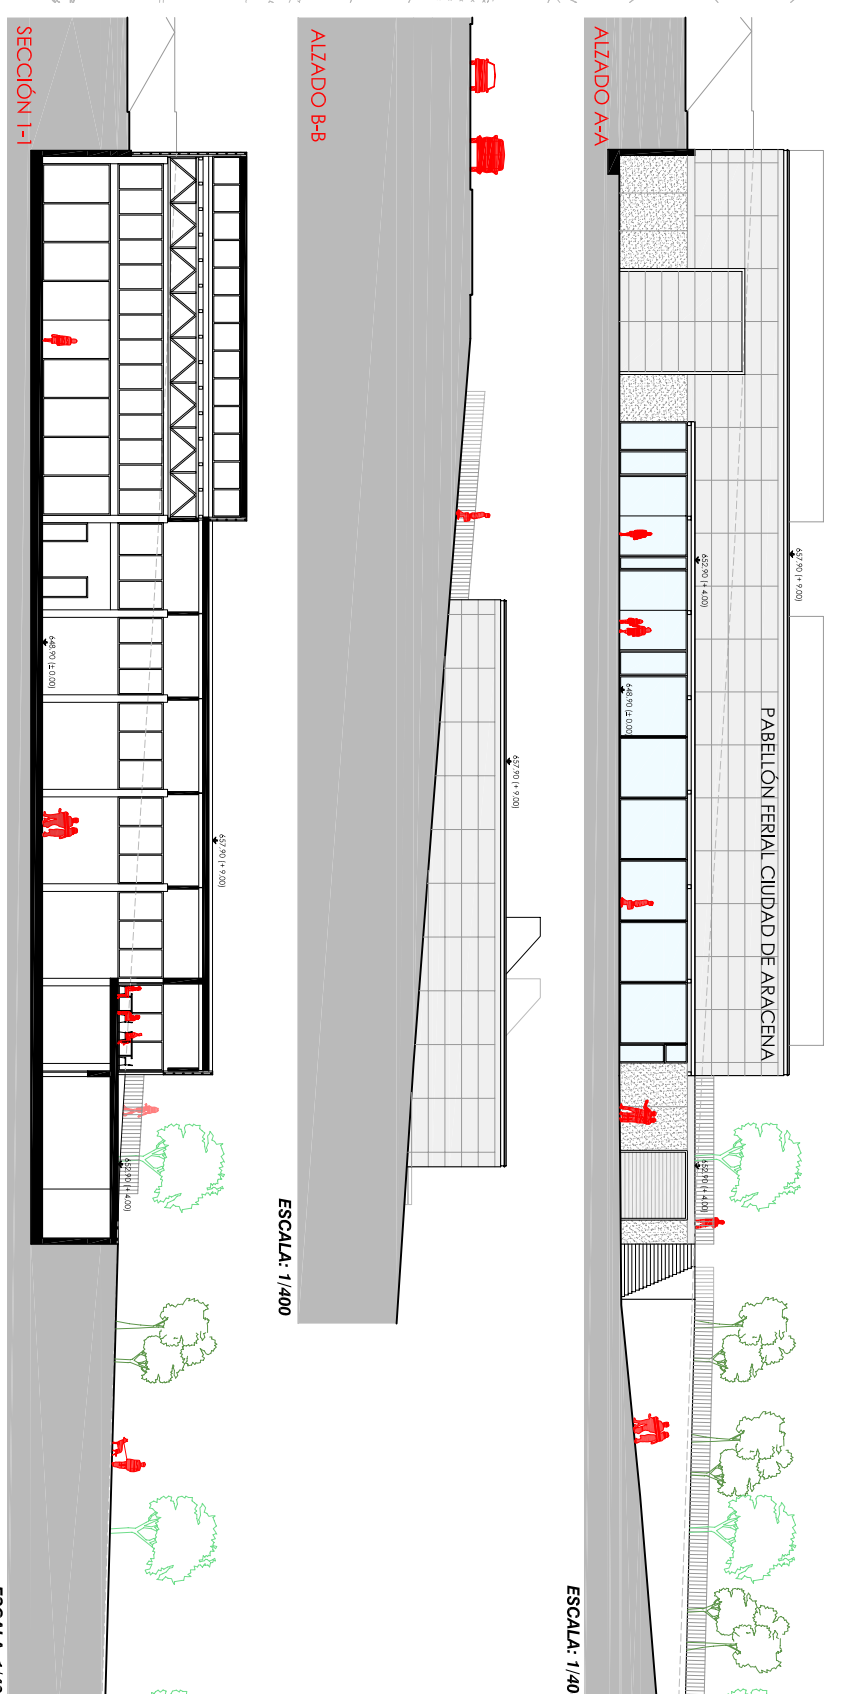 ALZADO A-A
657.90 (+ 9.00)
652.90 (+ 4.00)
648.90 (± 0.00)
PABELLÓN FERIAL CIUDAD DE ARACENA
652.90 (+ 4.00)
ESCALA: 1/40
ALZADO B-B
657.90 (+ 9.00)
ESCALA: 1/400
SECCIÓN 1-1
648.90 (± 0.00)
657.90 (+ 9.00)
652.90 (+ 4.00)